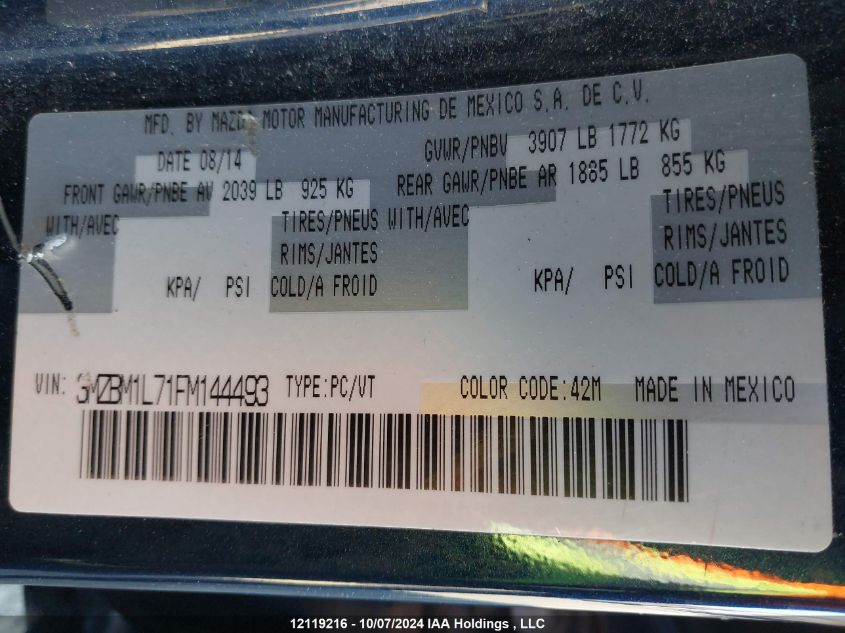 MFD. BY MAZDA MOTOR MANUFACTURING DE MEXICO S.A. DE C.V.
DATE 08/14 GVWR/PNBV 3907 LB 1772 KG
FRONT GAWR/PNBE AV 2039 LB 925 KG REAR GAWR/PNBE AR 1885 LB 855 KG
WITH/AVEC TIRES/PNEUS WITH/AVEC TIRES/PNEUS
RIMS/JANTES RIMS/JANTES
KPA/ PSI COLD/A FROID KPA/ PSI COLD/A FROID
VIN: 3MZBM1L71FM144493 TYPE:PC/VT COLOR CODE:42M MADE IN MEXICO
12119216 - 10/07/2024 IAA Holdings , LLC